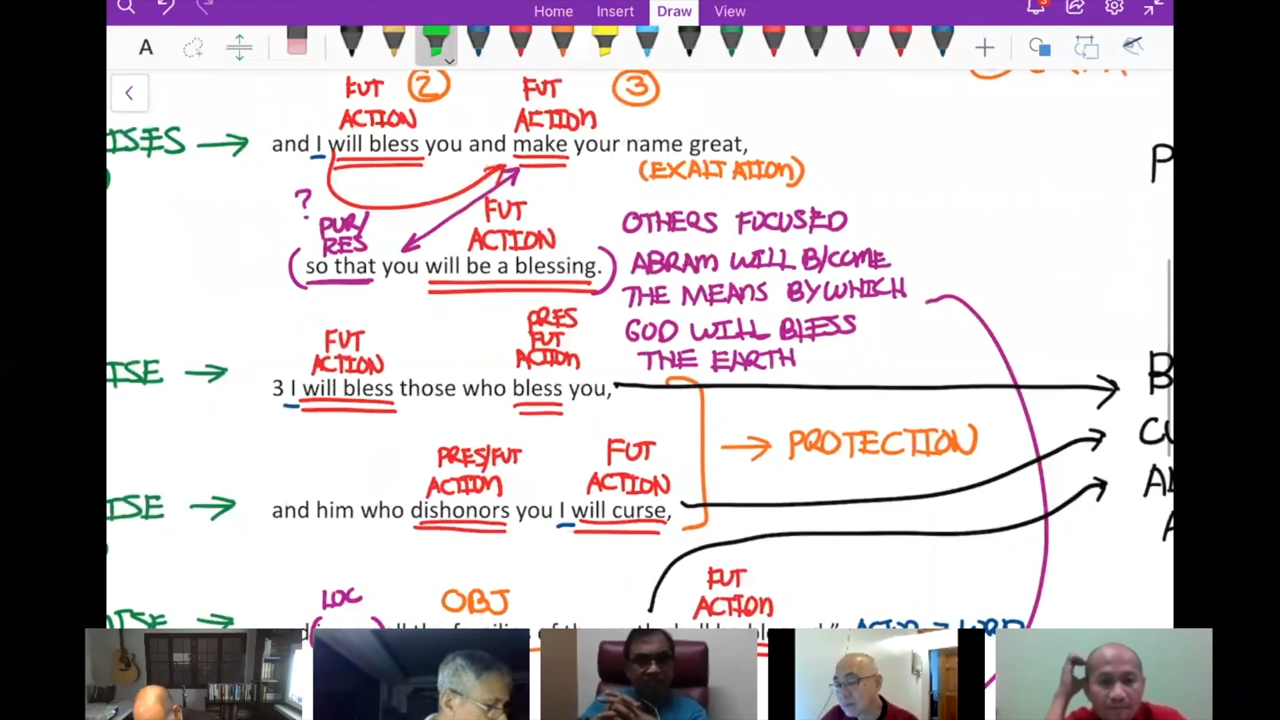 Home Insert Draw View
A
FUT 2 FUT 3
ACTION ACTION
ISES → and I will bless you and make your name great,
(EXALTATION)
?
PUR/
RES
FUT
ACTION
(so that you will be a blessing.)
OTHERS FOCUSED
ABRAM WILL B/COME
THE MEANS BY WHICH
GOD WILL BLESS
THE EARTH
FUT
ACTION
PRES
FUT
ACTION
ISE → 3 I will bless those who bless you,
→ PROTECTION
PRES/FUT
ACTION
FUT
ACTION
ISE → and him who dishonors you I will curse,
LOC OBJ
FUT
ACTION
P
B